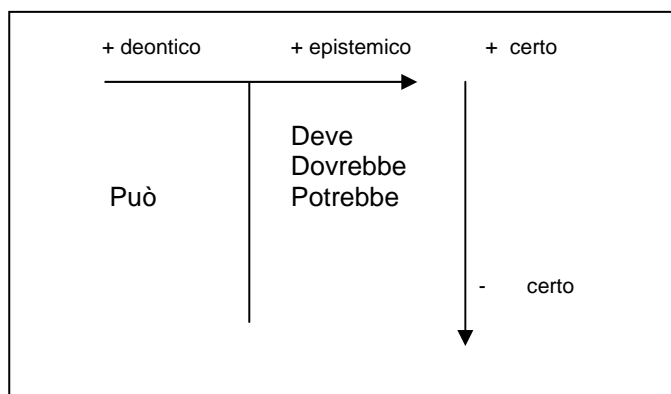 + deontico + epistemico + certo
Deve
Dovrebbe
Può Potrebbe
- certo